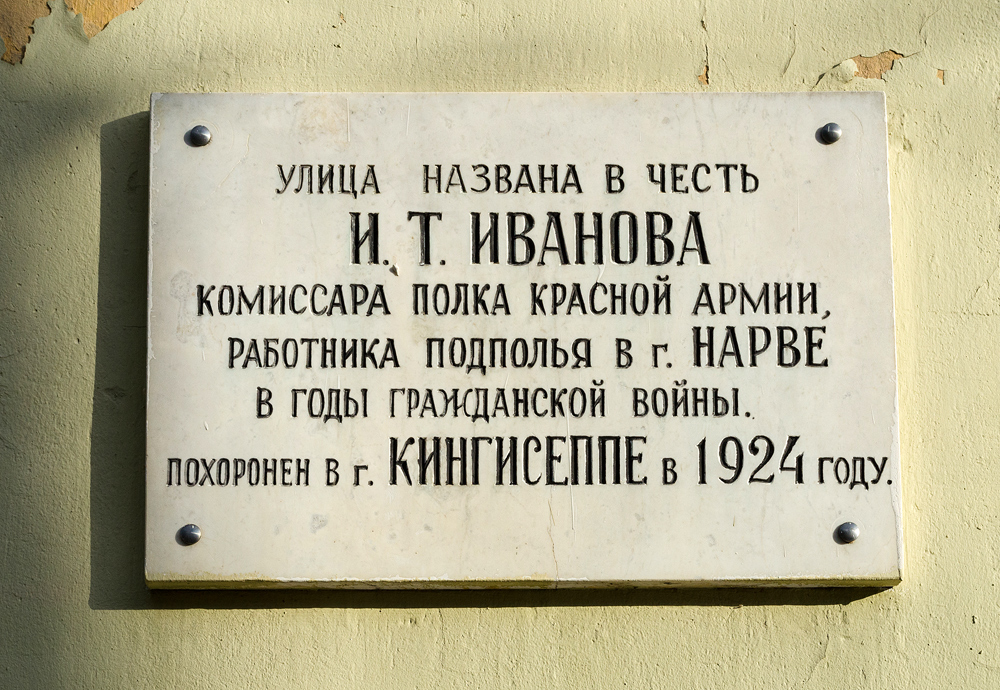 УЛИЦА НАЗВАНА В ЧЕСТЬ
И. Т. ИВАНОВА
КОМИССАРА ПОЛКА КРАСНОЙ АРМИИ,
РАБОТНИКА ПОДПОЛЬЯ В г. НАРВЕ
В ГОДЫ ГРАЖДАНСКОЙ ВОЙНЫ.
ПОХОРОНЕН В г. КИНГИСЕППЕ В 1924 ГОДУ.